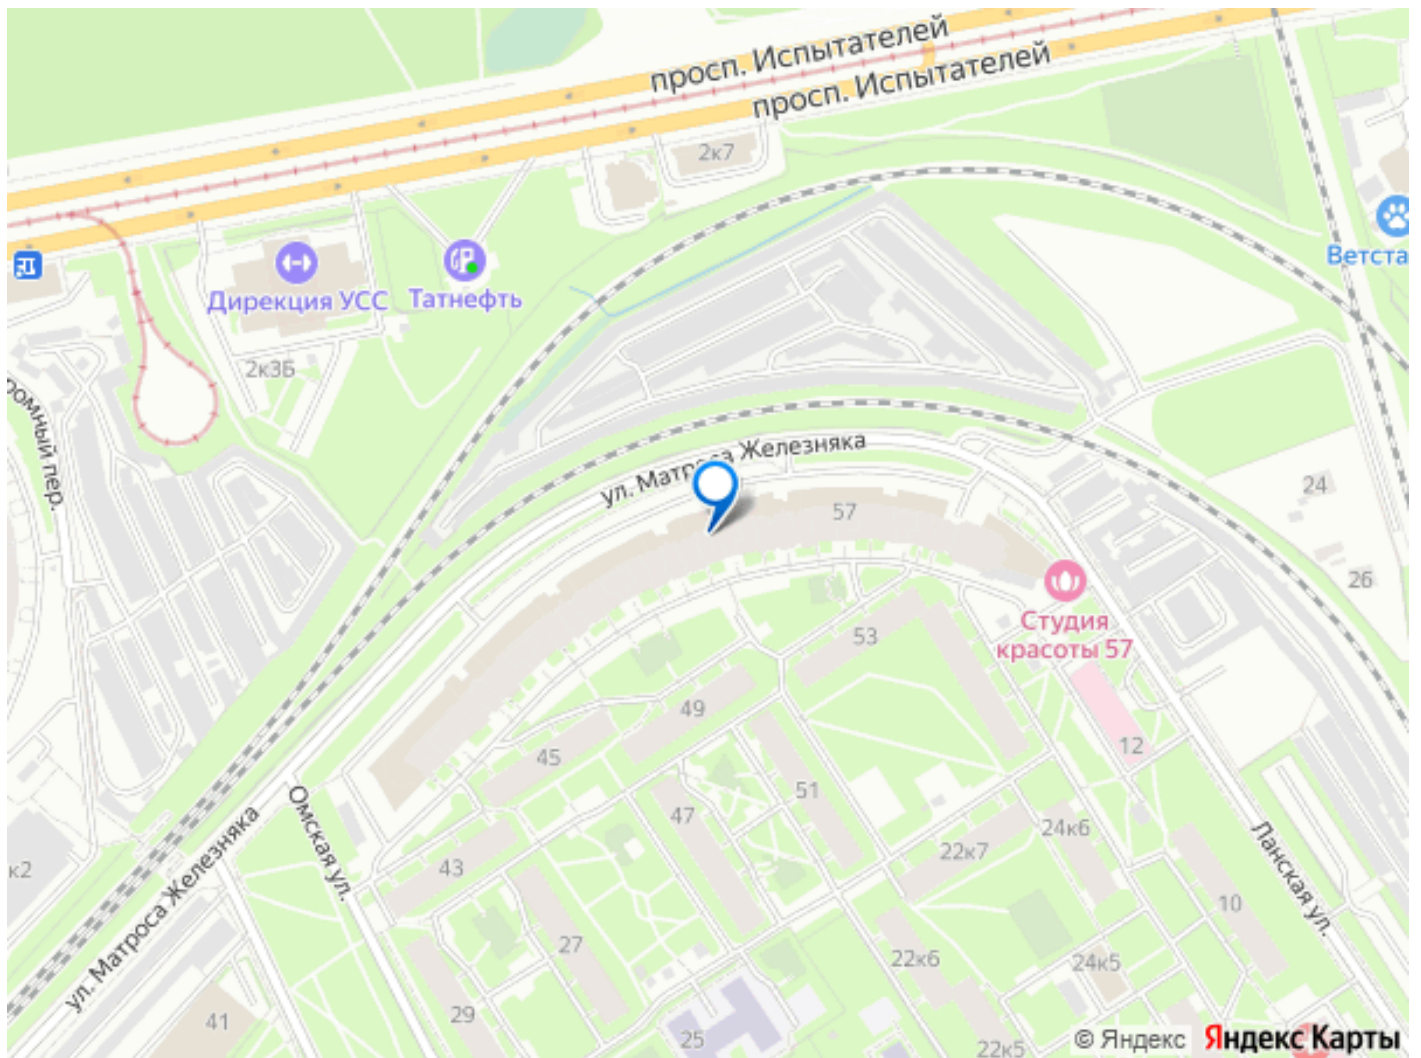 просп. Испытателей
просп. Испытателей
2к7
Ветста
Дирекция УСС
Татнефть
2к3Б
ромный пер.
ул. Матроса Железняка
24
57
26
Студия
красоты 57
53
49
12
45
51
47
Омская ул.
24к6
22к7
43
к2
ул. Матроса Железняка
Ланская ул.
10
27
22к6
24к5
29
41
25
22к5
© Яндекс
Яндекс Карты